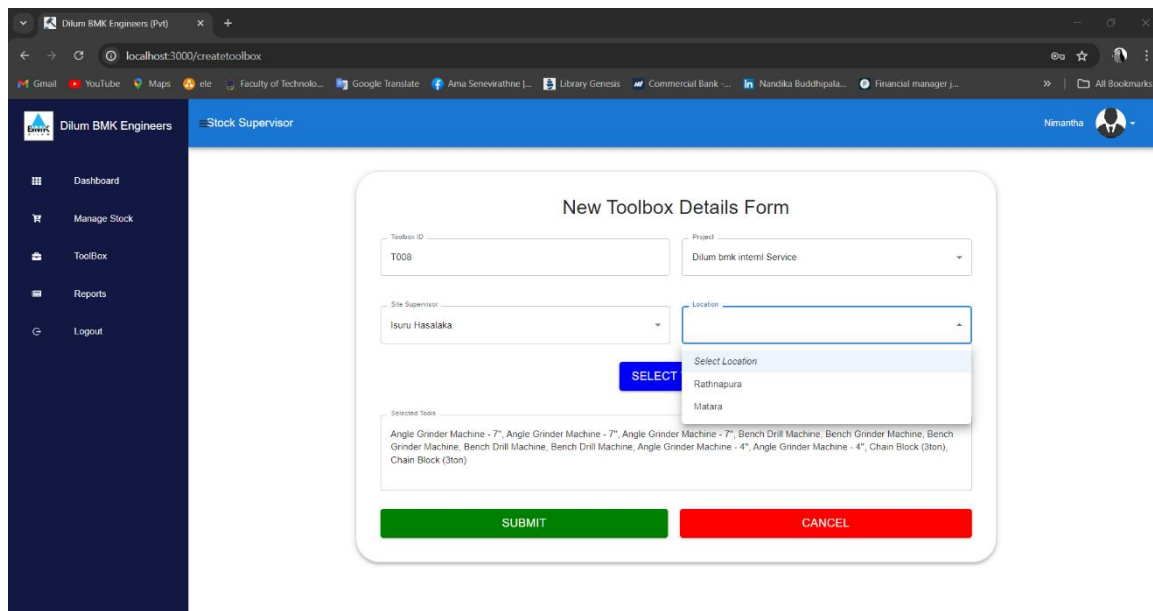 Dilum BMK Engineers (Pvt)
localhost:3000/createtoolbox
Gmail YouTube Maps ele Faculty of Technolo... Google Translate Ama Senevirathne |... Library Genesis Commercial Bank -... Nandika Buddhipala... Financial manager j... » All Bookmarks
Dilum BMK Engineers
Stock Supervisor
Nimantha
Dashboard
Manage Stock
ToolBox
Reports
Logout
New Toolbox Details Form
Toolbox ID
T008
Project
Dilum bmk internl Service
Site Supervisor
Isuru Hasalaka
Location
Select Location
Rathnapura
Matara
SELECT
Selected Tools
Angle Grinder Machine - 7", Angle Grinder Machine - 7", Angle Grinder Machine - 7", Bench Drill Machine, Bench Grinder Machine, Bench
Grinder Machine, Bench Drill Machine, Bench Drill Machine, Angle Grinder Machine - 4", Angle Grinder Machine - 4", Chain Block (3ton),
Chain Block (3ton)
SUBMIT
CANCEL